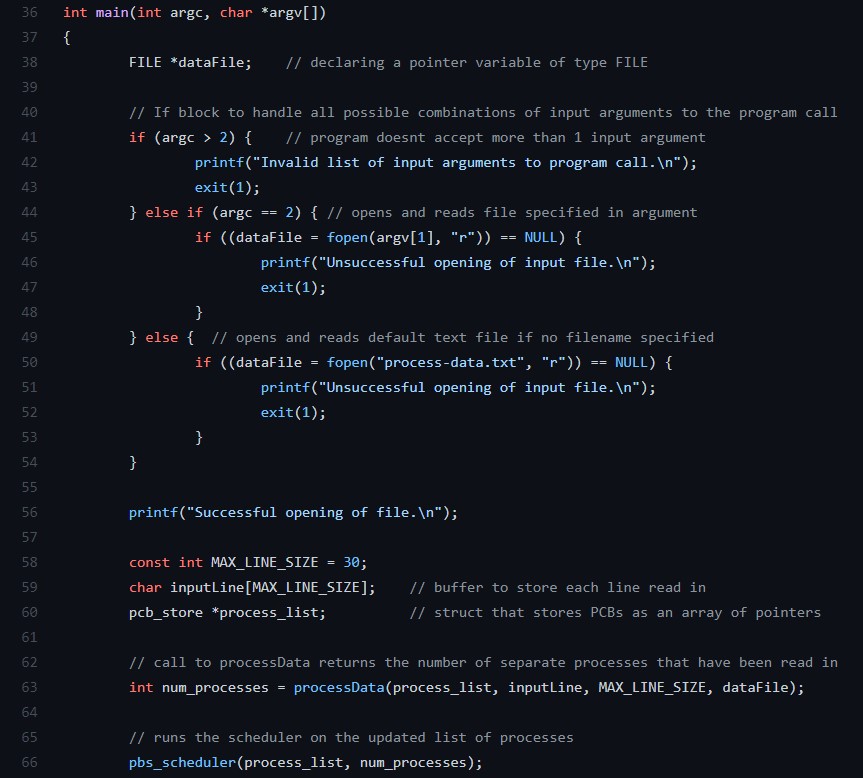 36 int main(int argc, char *argv[])
37 {
38         FILE *dataFile;    // declaring a pointer variable of type FILE
39
40         // If block to handle all possible combinations of input arguments to the program call
41         if (argc > 2) {    // program doesnt accept more than 1 input argument
42                 printf("Invalid list of input arguments to program call.\n");
43                 exit(1);
44         } else if (argc == 2) { // opens and reads file specified in argument
45                 if ((dataFile = fopen(argv[1], "r")) == NULL) {
46                         printf("Unsuccessful opening of input file.\n");
47                         exit(1);
48                 }
49         } else {  // opens and reads default text file if no filename specified
50                 if ((dataFile = fopen("process-data.txt", "r")) == NULL) {
51                         printf("Unsuccessful opening of input file.\n");
52                         exit(1);
53                 }
54         }
55
56         printf("Successful opening of file.\n");
57
58         const int MAX_LINE_SIZE = 30;
59         char inputLine[MAX_LINE_SIZE];    // buffer to store each line read in
60         pcb_store *process_list;          // struct that stores PCBs as an array of pointers
61
62         // call to processData returns the number of separate processes that have been read in
63         int num_processes = processData(process_list, inputLine, MAX_LINE_SIZE, dataFile);
64
65         // runs the scheduler on the updated list of processes
66         pbs_scheduler(process_list, num_processes);